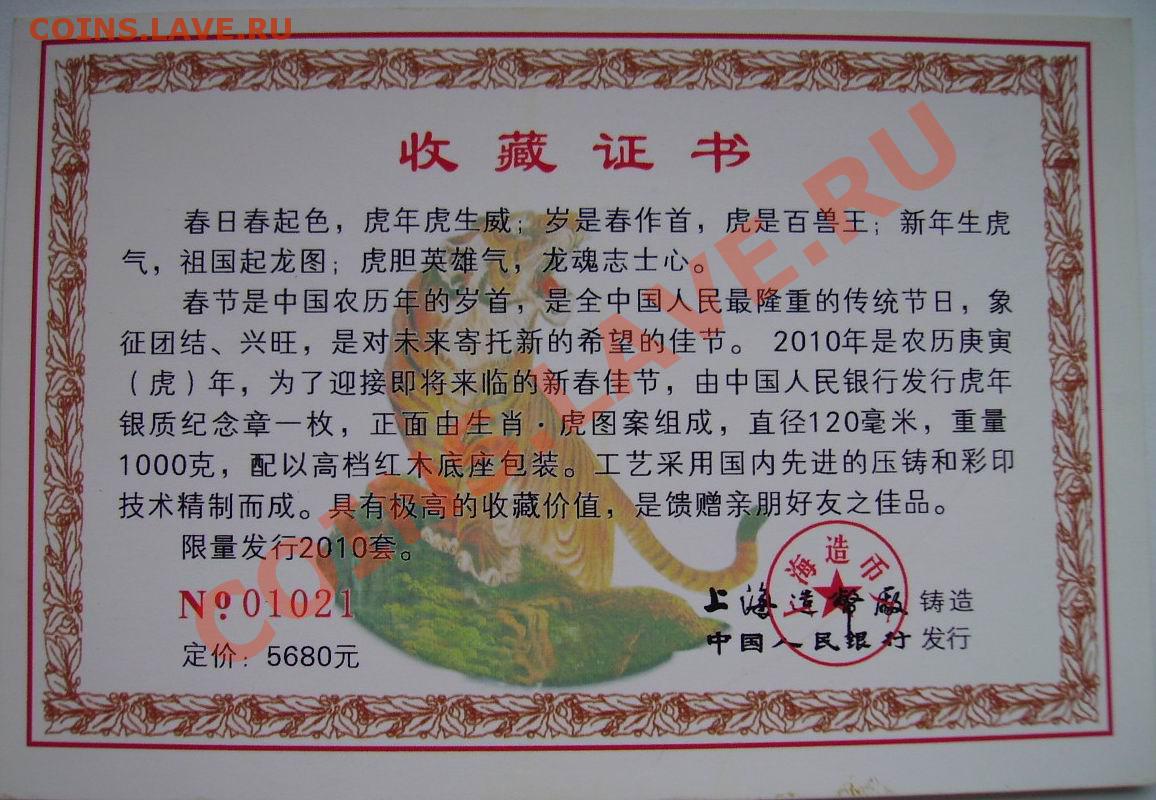 COINS.LAVE.RU
收藏证书
春日春起色，虎年虎生威；岁是春作首，虎是百兽王；新年生虎
气，祖国起龙图；虎胆英雄气，龙魂志士心。
春节是中国农历年的岁首，是全中国人民最隆重的传统节日，象
征团结、兴旺，是对未来寄托新的希望的佳节。2010年是农历庚寅
（虎）年，为了迎接即将来临的新春佳节，由中国人民银行发行虎年
银质纪念章一枚，正面由生肖·虎图案组成，直径120毫米，重量
1000克，配以高档红木底座包装。工艺采用国内先进的压铸和彩印
技术精制而成。具有极高的收藏价值，是馈赠亲朋好友之佳品。
限量发行2010套。
№ 01021
定价：5680元
海造币
上海造幣廠 铸造
中国人民银行 发行
COINS.LAVE.RU